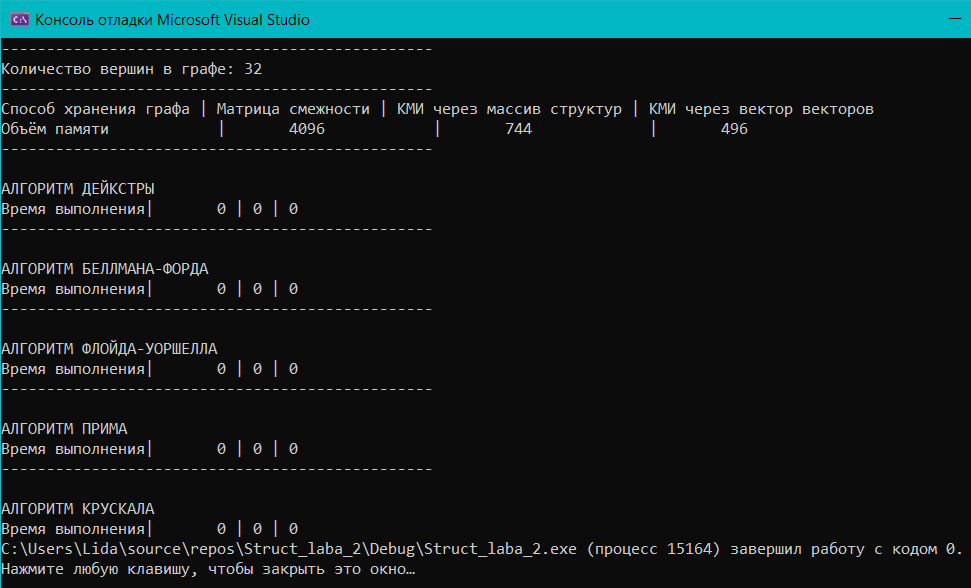 Консоль отладки Microsoft Visual Studio
------------------------------------------------
Количество вершин в графе: 32
------------------------------------------------
Способ хранения графа | Матрица смежности | КМИ через массив структур | КМИ через вектор векторов
Объём памяти            |       4096            |       744             |       496
------------------------------------------------
АЛГОРИТМ ДЕЙКСТРЫ
Время выполнения|       0 | 0 | 0
------------------------------------------------
АЛГОРИТМ БЕЛЛМАНА-ФОРДА
Время выполнения|       0 | 0 | 0
------------------------------------------------
АЛГОРИТМ ФЛОЙДА-УОРШЕЛЛА
Время выполнения|       0 | 0 | 0
------------------------------------------------
АЛГОРИТМ ПРИМА
Время выполнения|       0 | 0 | 0
------------------------------------------------
АЛГОРИТМ КРУСКАЛА
Время выполнения|       0 | 0 | 0
C:\Users\Lida\source\repos\Struct_laba_2\Debug\Struct_laba_2.exe (процесс 15164) завершил работу с кодом 0.
Нажмите любую клавишу, чтобы закрыть это окно…